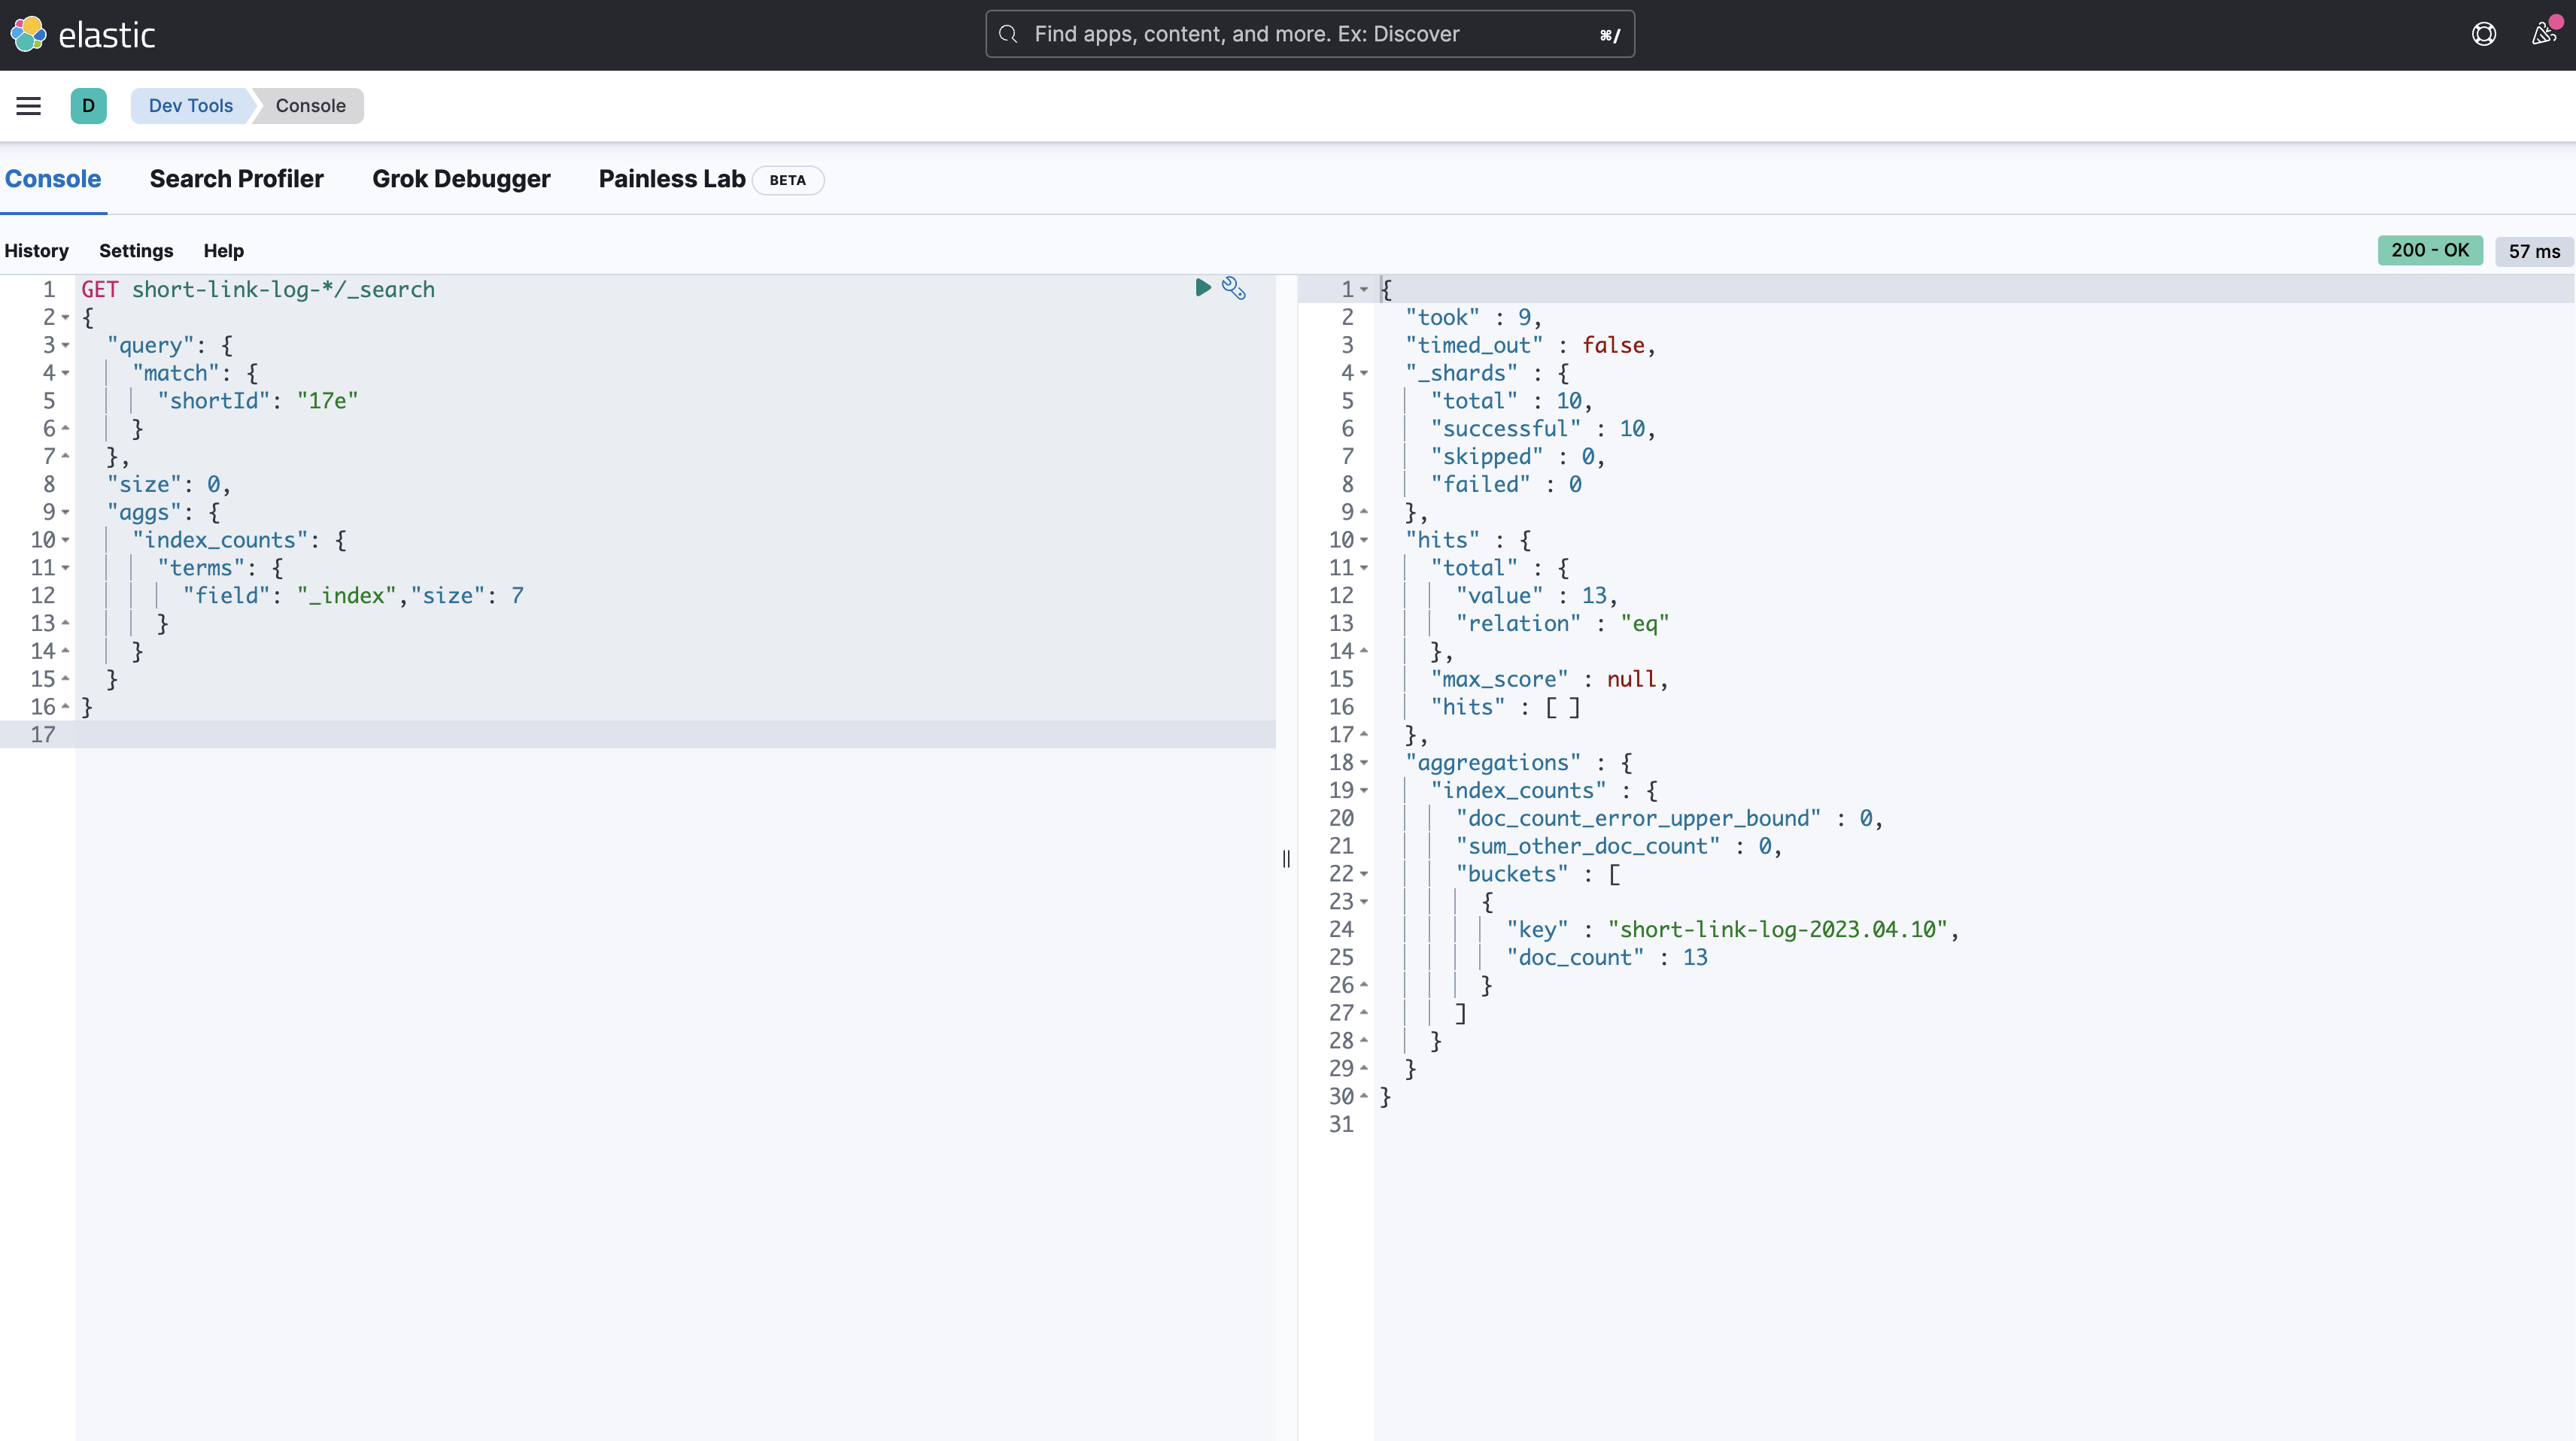 elastic
Find apps, content, and more. Ex: Discover ⌘/
D Dev Tools Console
Console Search Profiler Grok Debugger Painless Lab BETA
History Settings Help
200 - OK 57 ms
1 GET short-link-log-*/_search
2 {
3 "query": {
4 "match": {
5 "shortId": "17e"
6 }
7 },
8 "size": 0,
9 "aggs": {
10 "index_counts": {
11 "terms": {
12 "field": "_index","size": 7
13 }
14 }
15 }
16 }
17
1 {
2 "took" : 9,
3 "timed_out" : false,
4 "_shards" : {
5 "total" : 10,
6 "successful" : 10,
7 "skipped" : 0,
8 "failed" : 0
9 },
10 "hits" : {
11 "total" : {
12 "value" : 13,
13 "relation" : "eq"
14 },
15 "max_score" : null,
16 "hits" : [ ]
17 },
18 "aggregations" : {
19 "index_counts" : {
20 "doc_count_error_upper_bound" : 0,
21 "sum_other_doc_count" : 0,
22 "buckets" : [
23 {
24 "key" : "short-link-log-2023.04.10",
25 "doc_count" : 13
26 }
27 ]
28 }
29 }
30 }
31